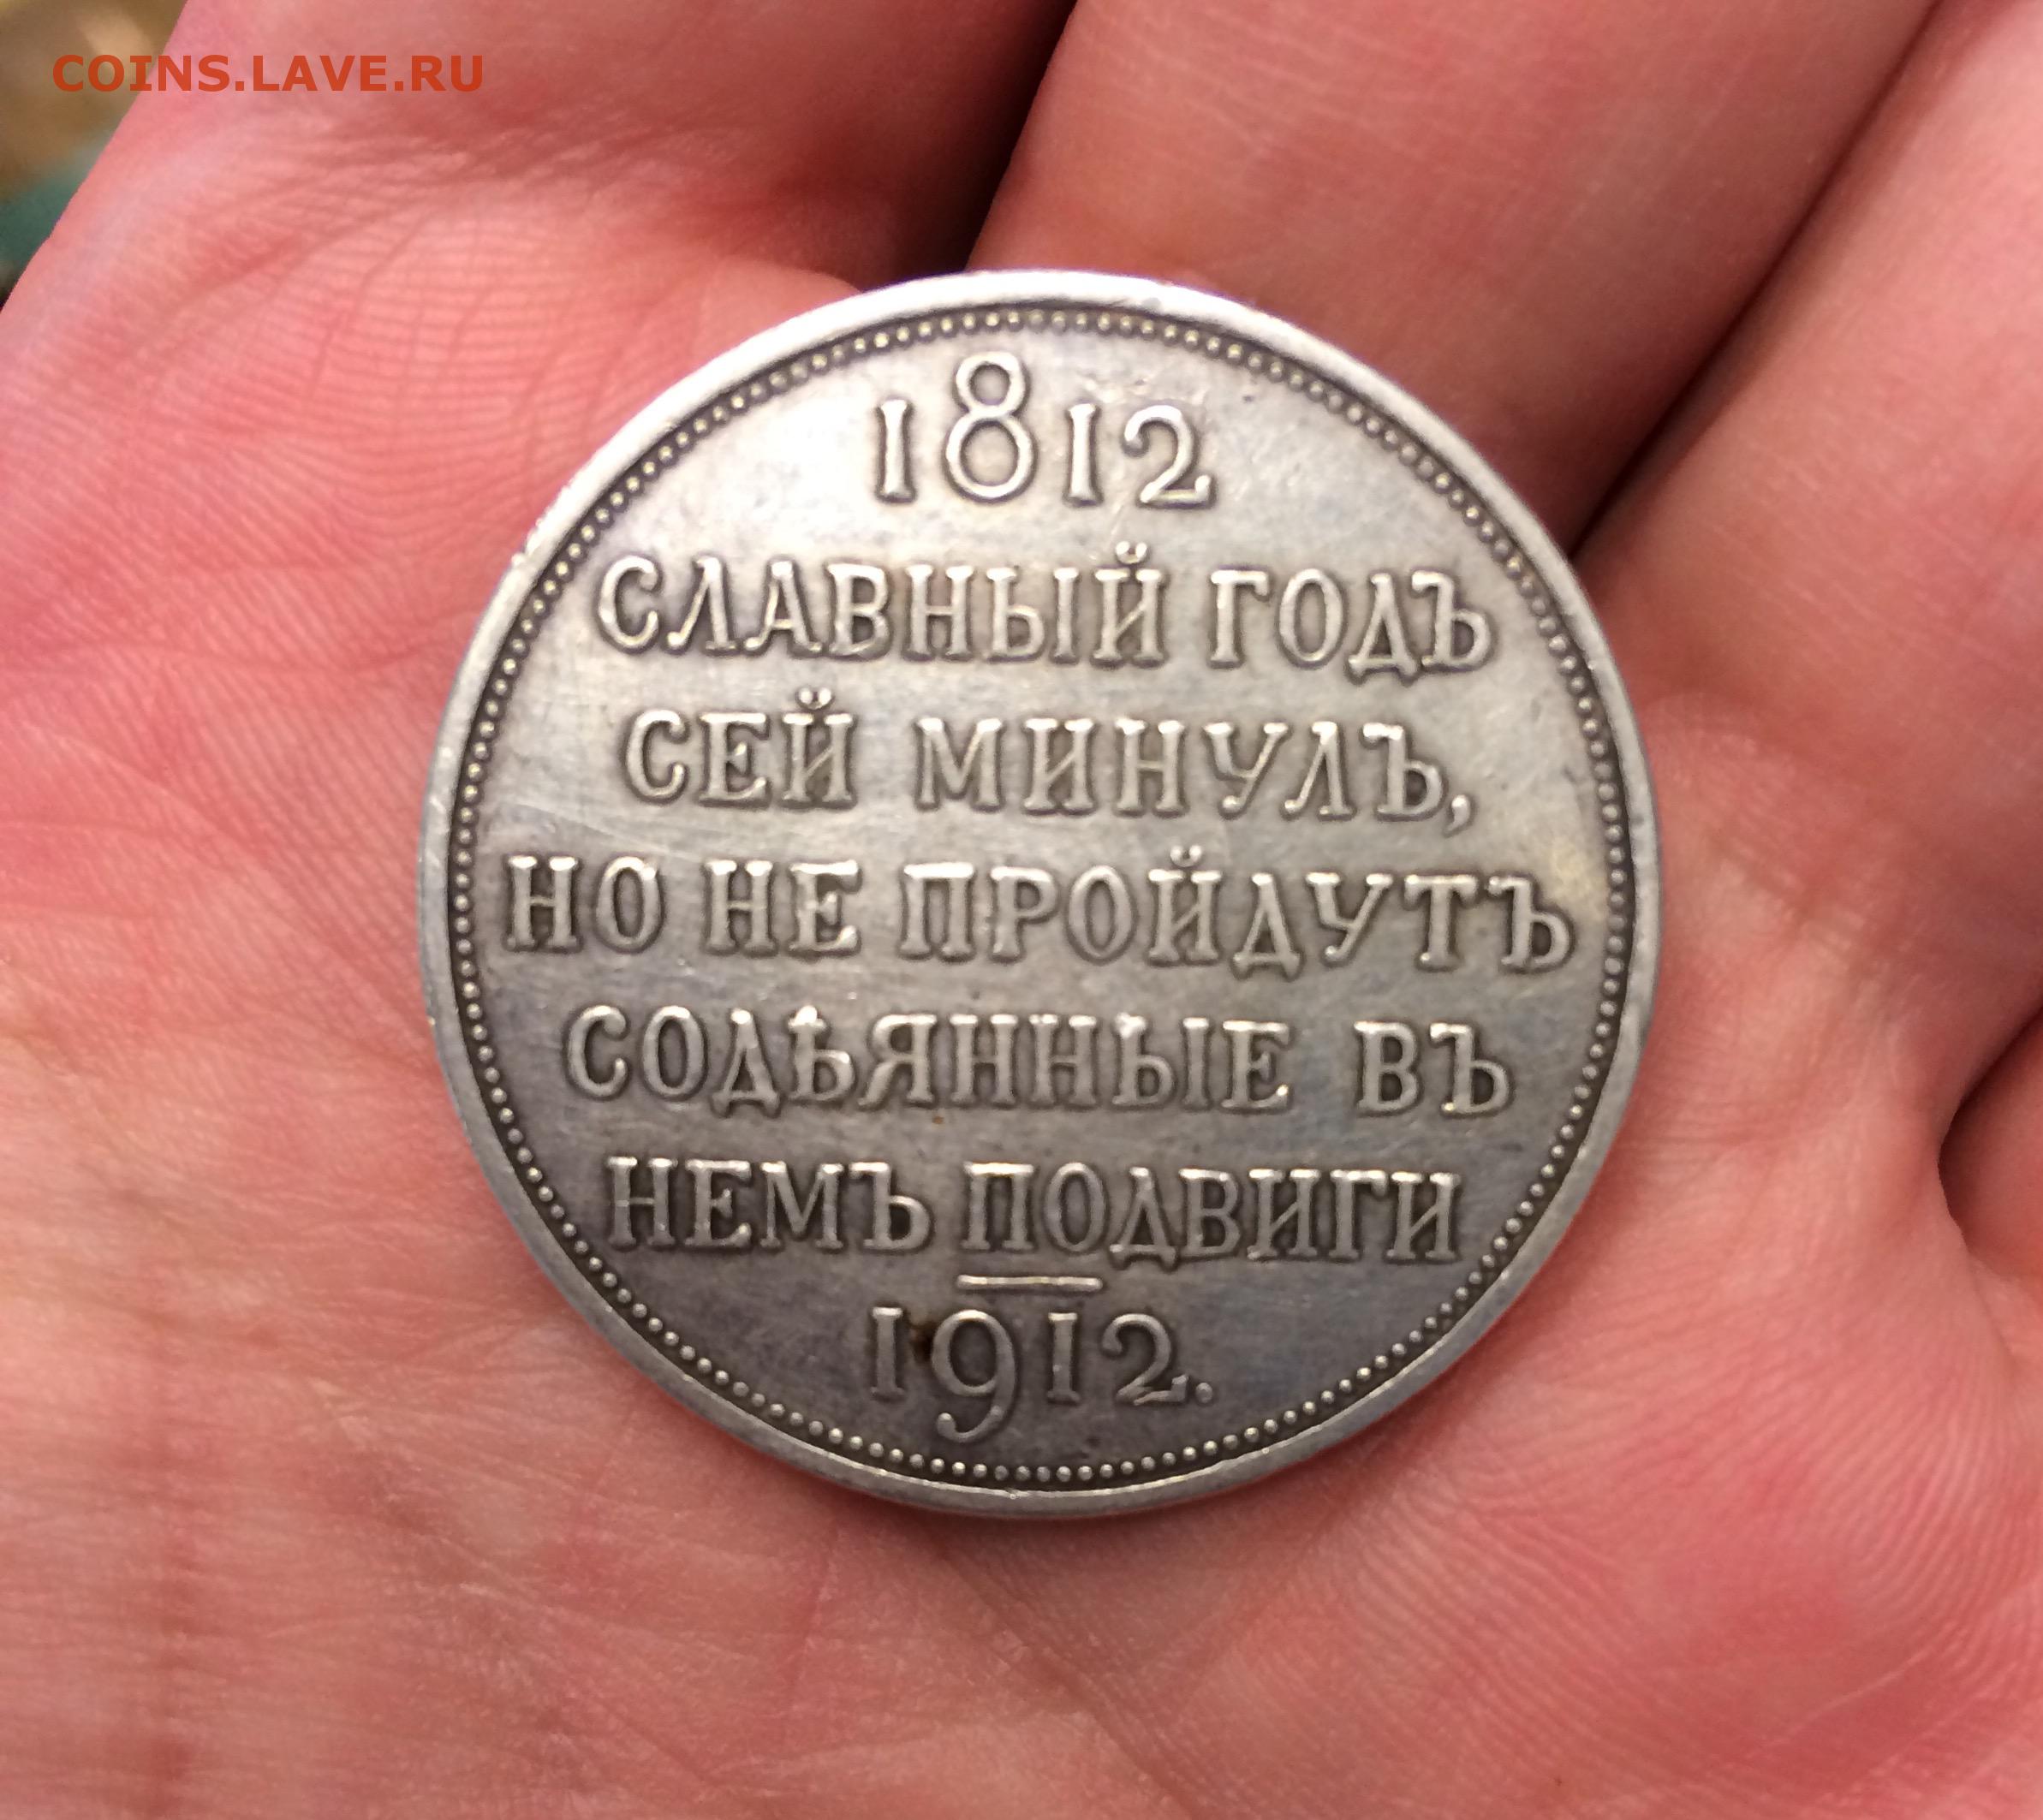 COINS.LAVE.RU
1812
СЛАВНЫЙ ГОДЪ
СЕЙ МИНУЛЪ,
НО НЕ ПРОЙДУТЪ
СОДѢЯННЫЕ ВЪ
НЕМЪ ПОДВИГИ
1912.